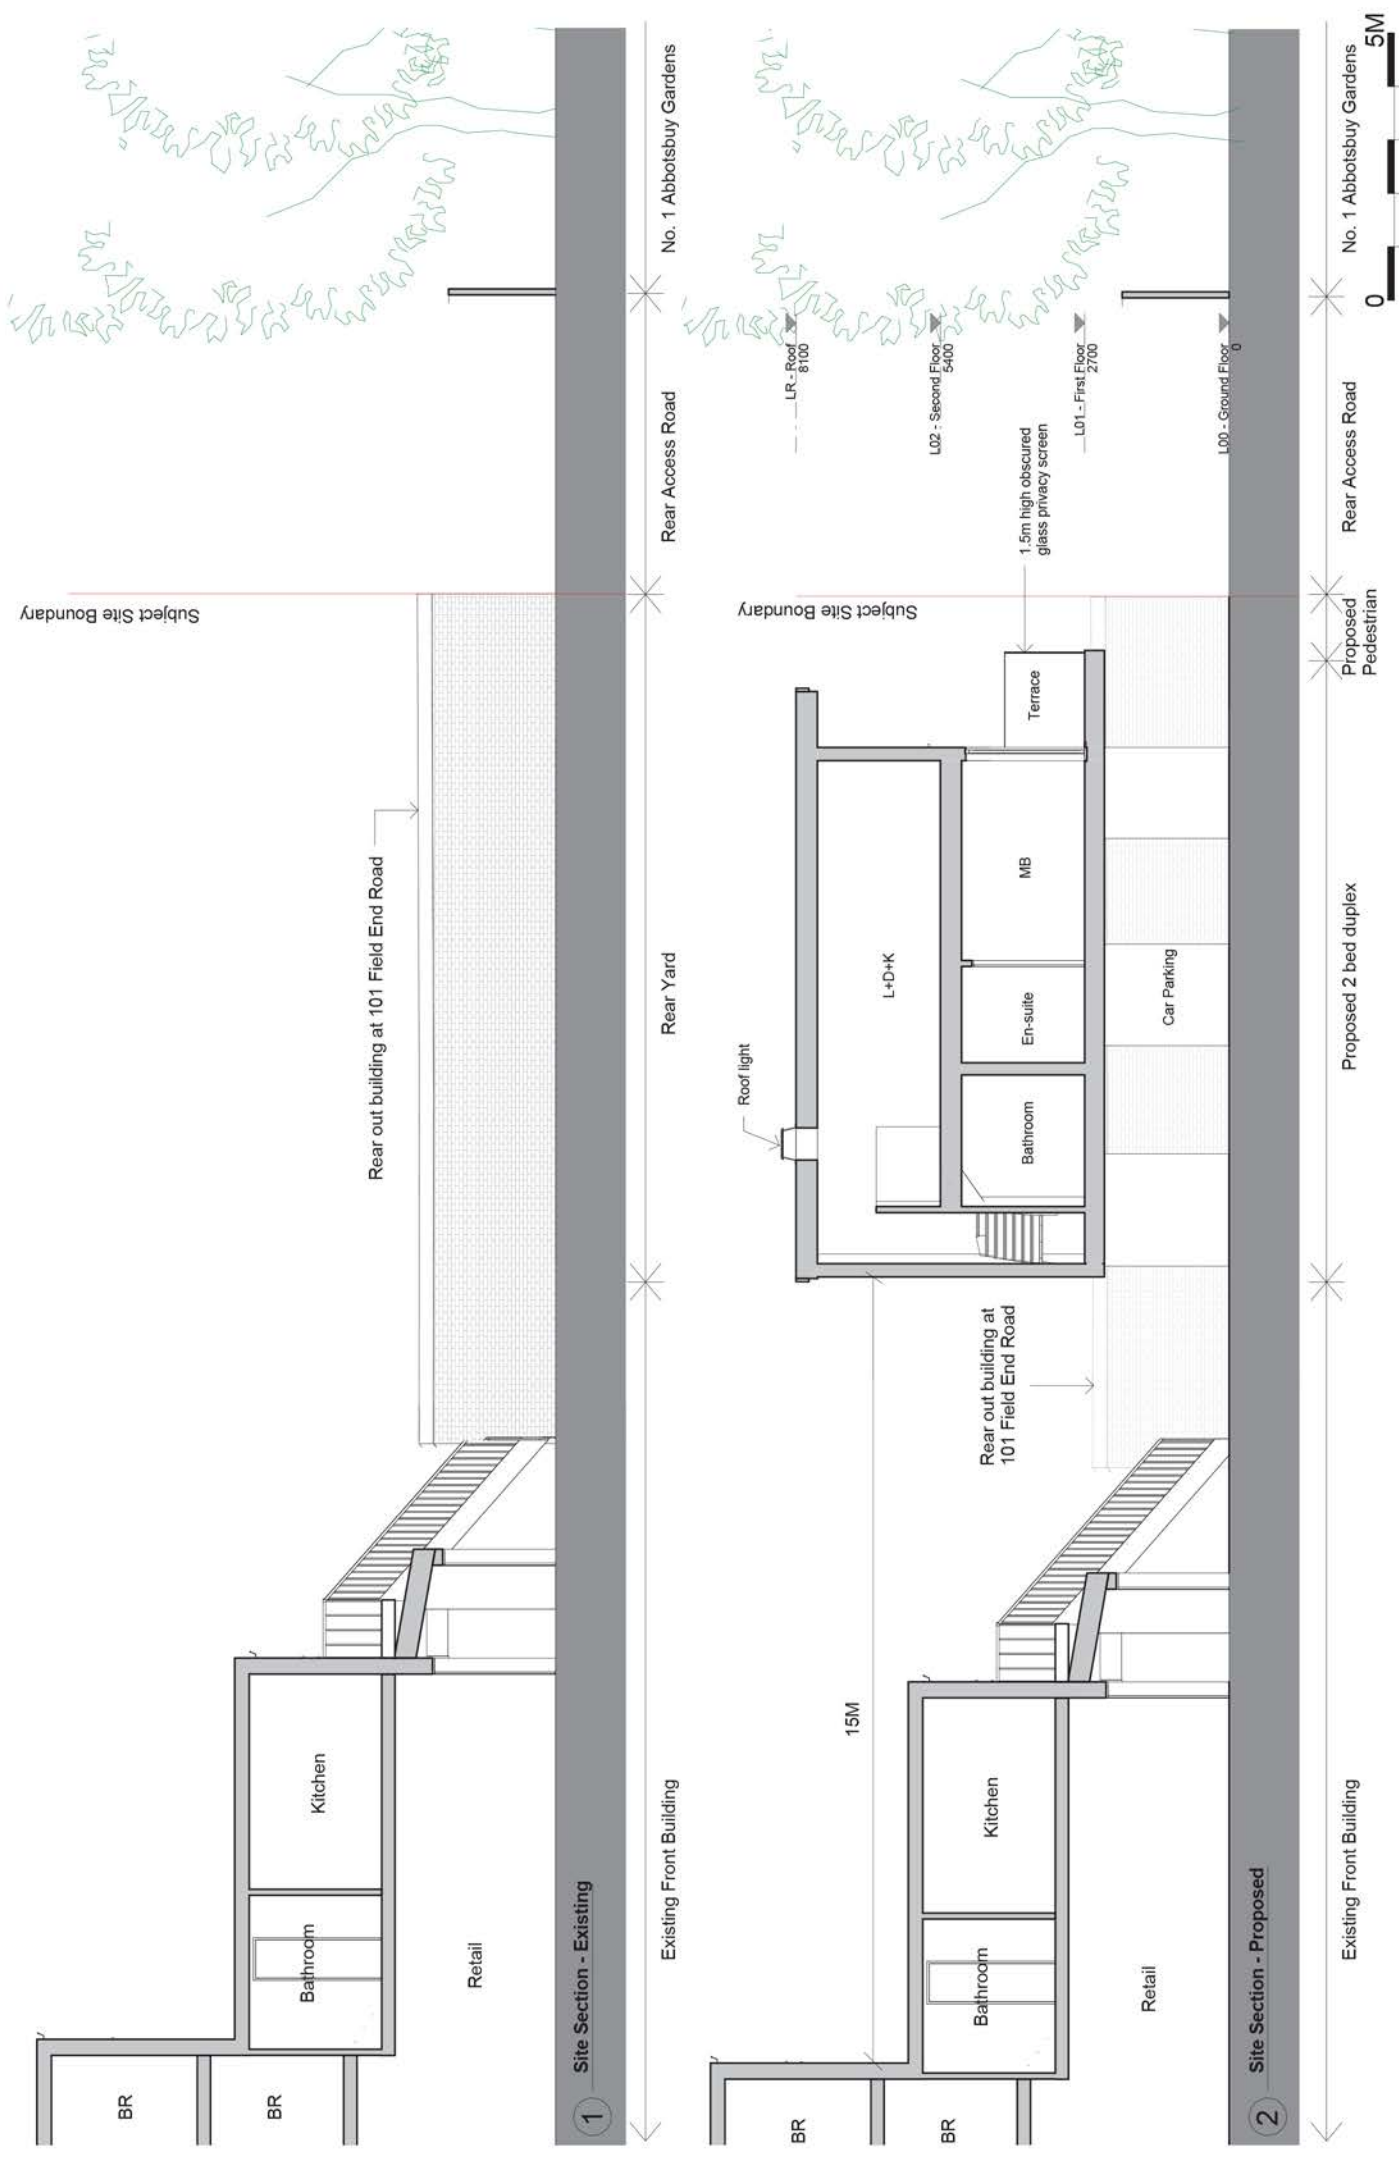 Subject Site Boundary
Rear out building at 101 Field End Road
BR
BR
Bathroom
Kitchen
Retail
1
Site Section - Existing
Existing Front Building
Rear Yard
Rear Access Road
No. 1 Abbotsbuy Gardens
Subject Site Boundary
LR - Roof
8100
L02 - Second Floor
5400
L01 - First Floor
2700
L00 - Ground Floor
0
1.5m high obscured
glass privacy screen
Roof light
L+D+K
Terrace
MB
En-suite
Bathroom
Car Parking
15M
Rear out building at
101 Field End Road
BR
BR
Bathroom
Kitchen
Retail
2
Site Section - Proposed
Existing Front Building
Proposed 2 bed duplex
Proposed
Pedestrian
Rear Access Road
No. 1 Abbotsbuy Gardens
0
5M